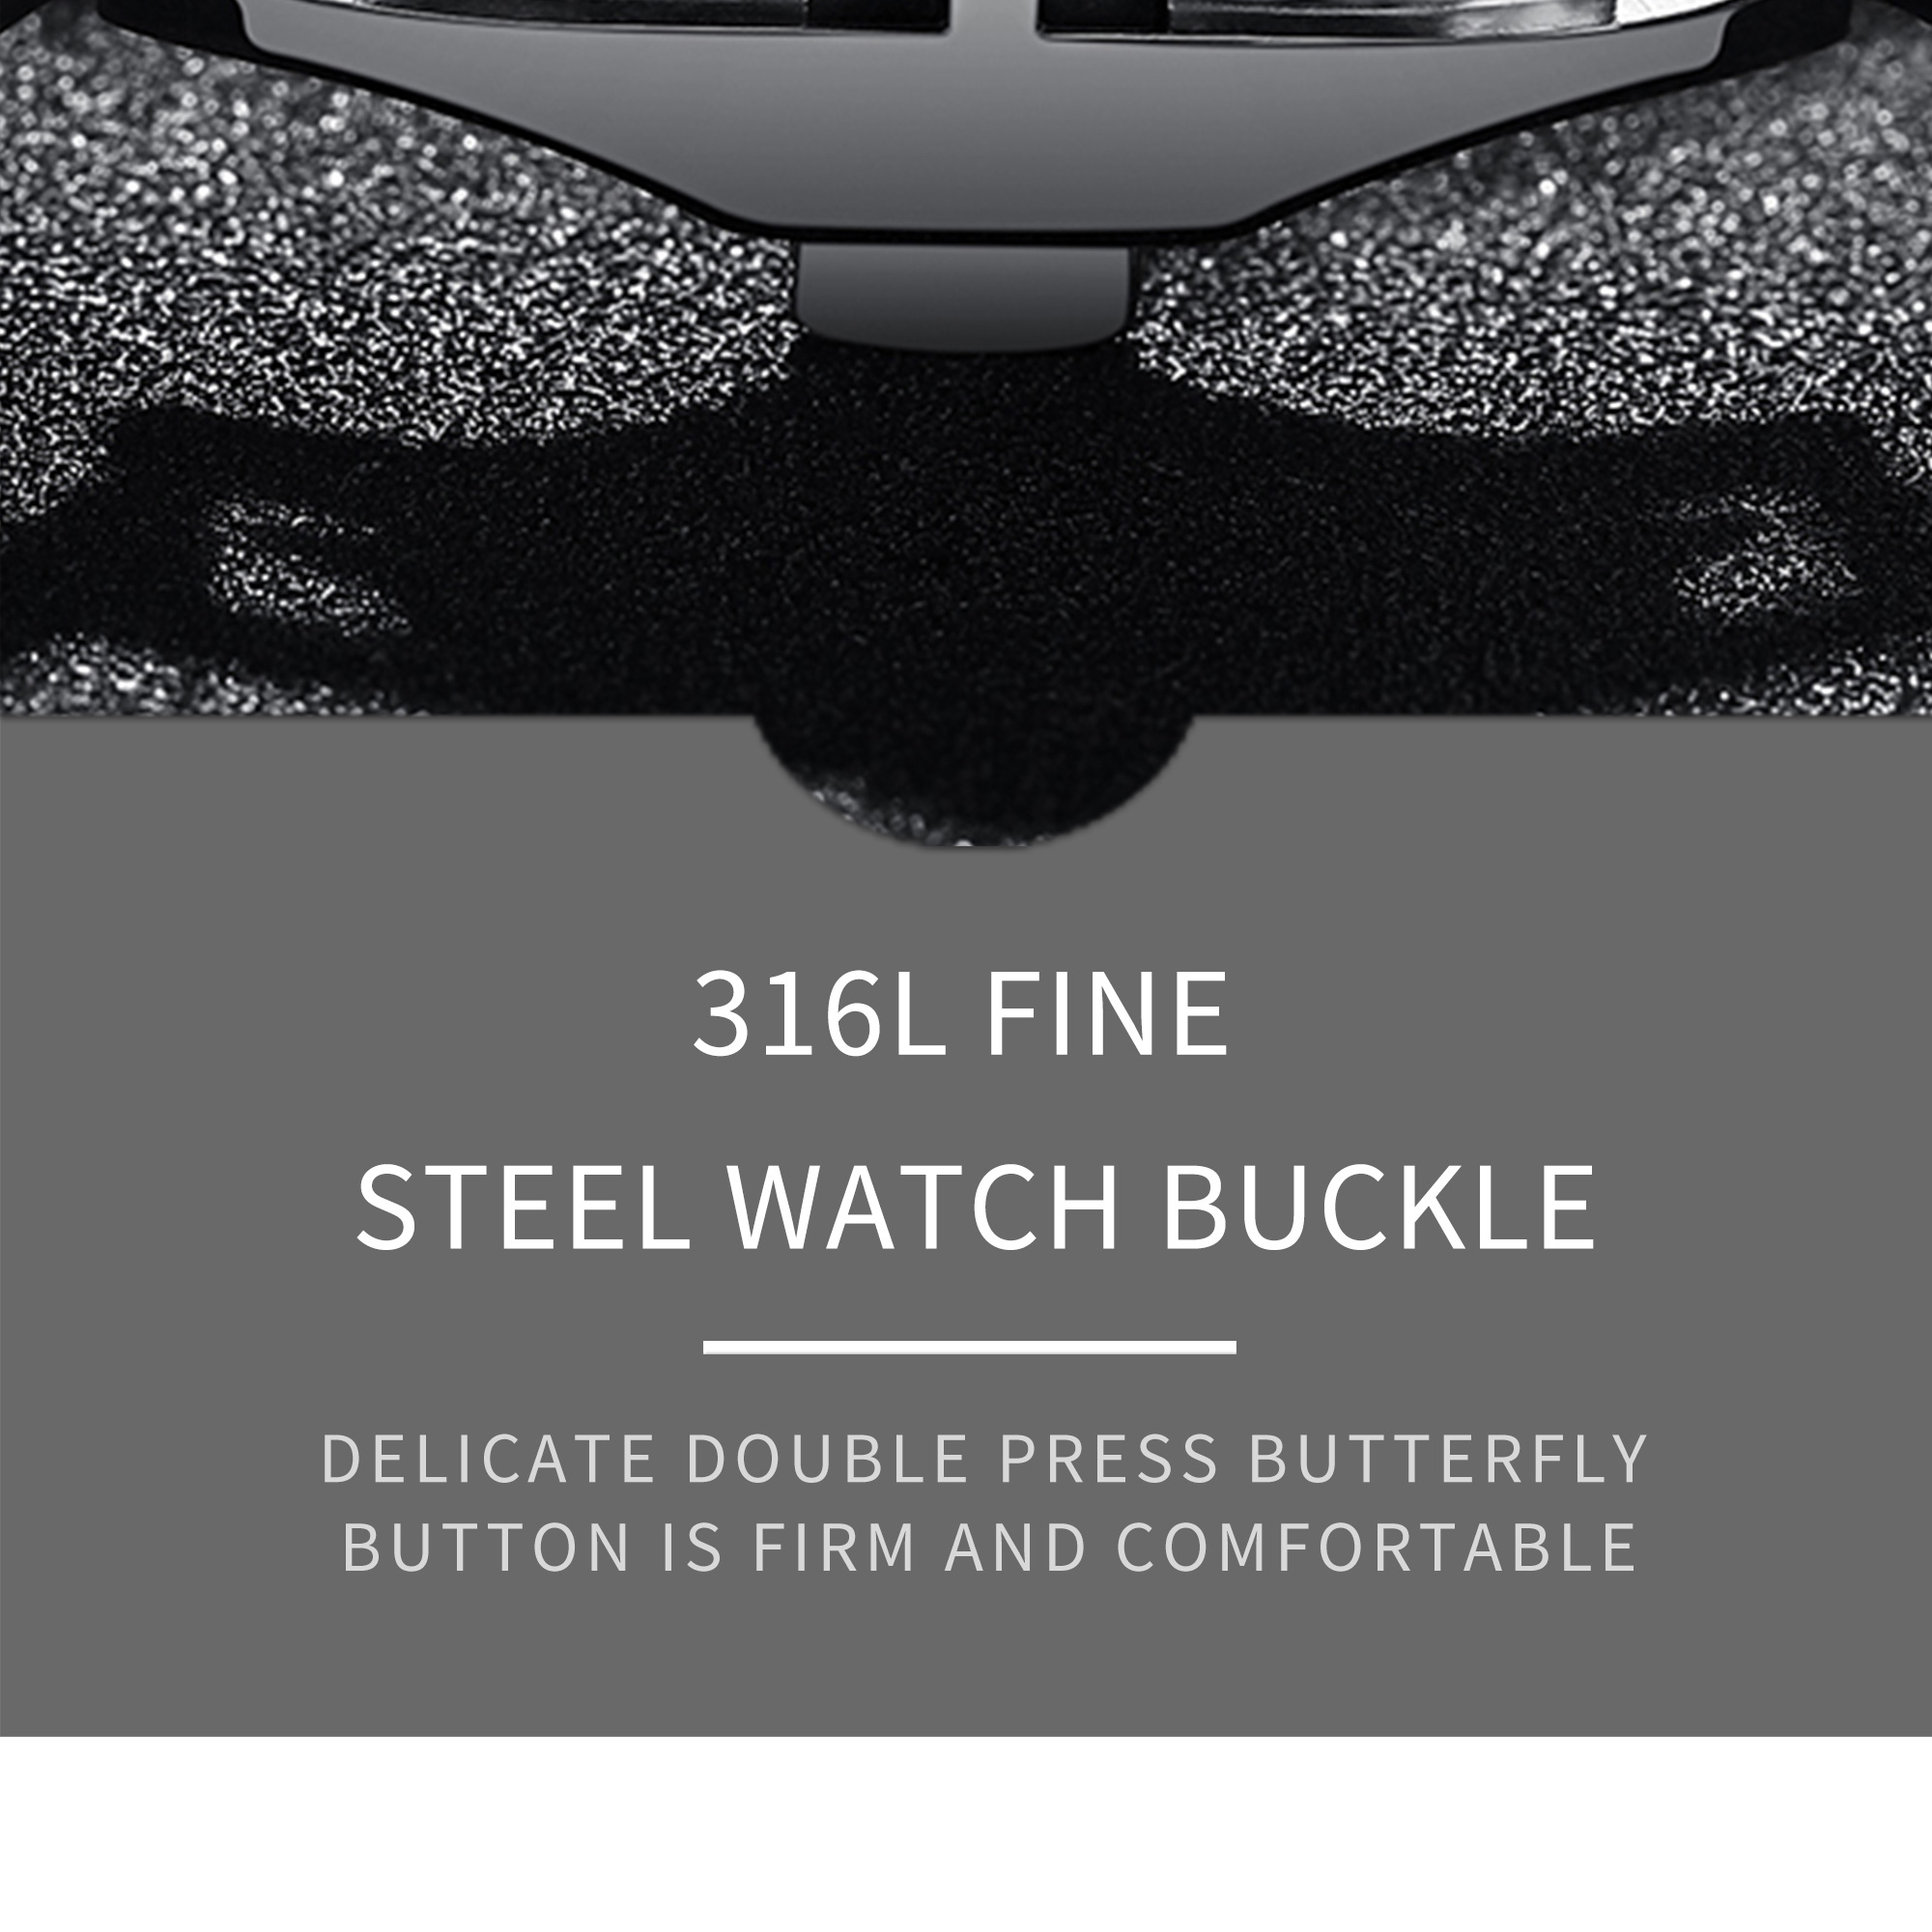 316L FINE
STEEL WATCH BUCKLE
DELICATE DOUBLE PRESS BUTTERFLY
BUTTON IS FIRM AND COMFORTABLE